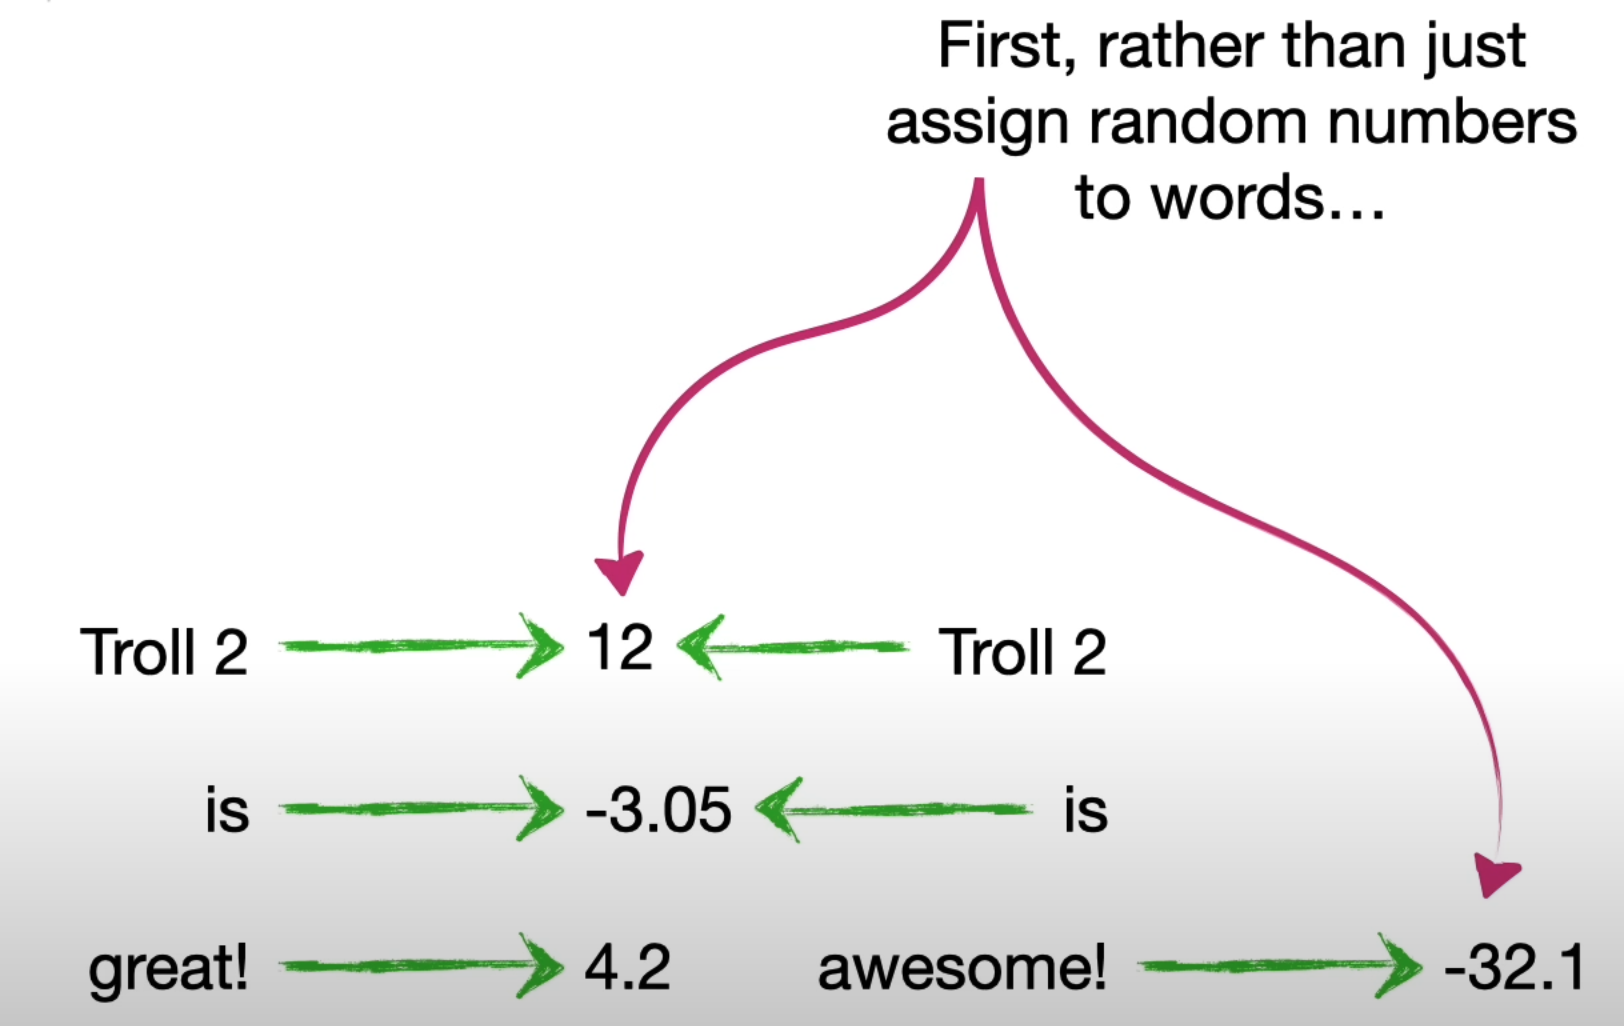 First, rather than just
assign random numbers
to words...
Troll 2 12 Troll 2
is -3.05 is
great! 4.2 awesome! -32.1